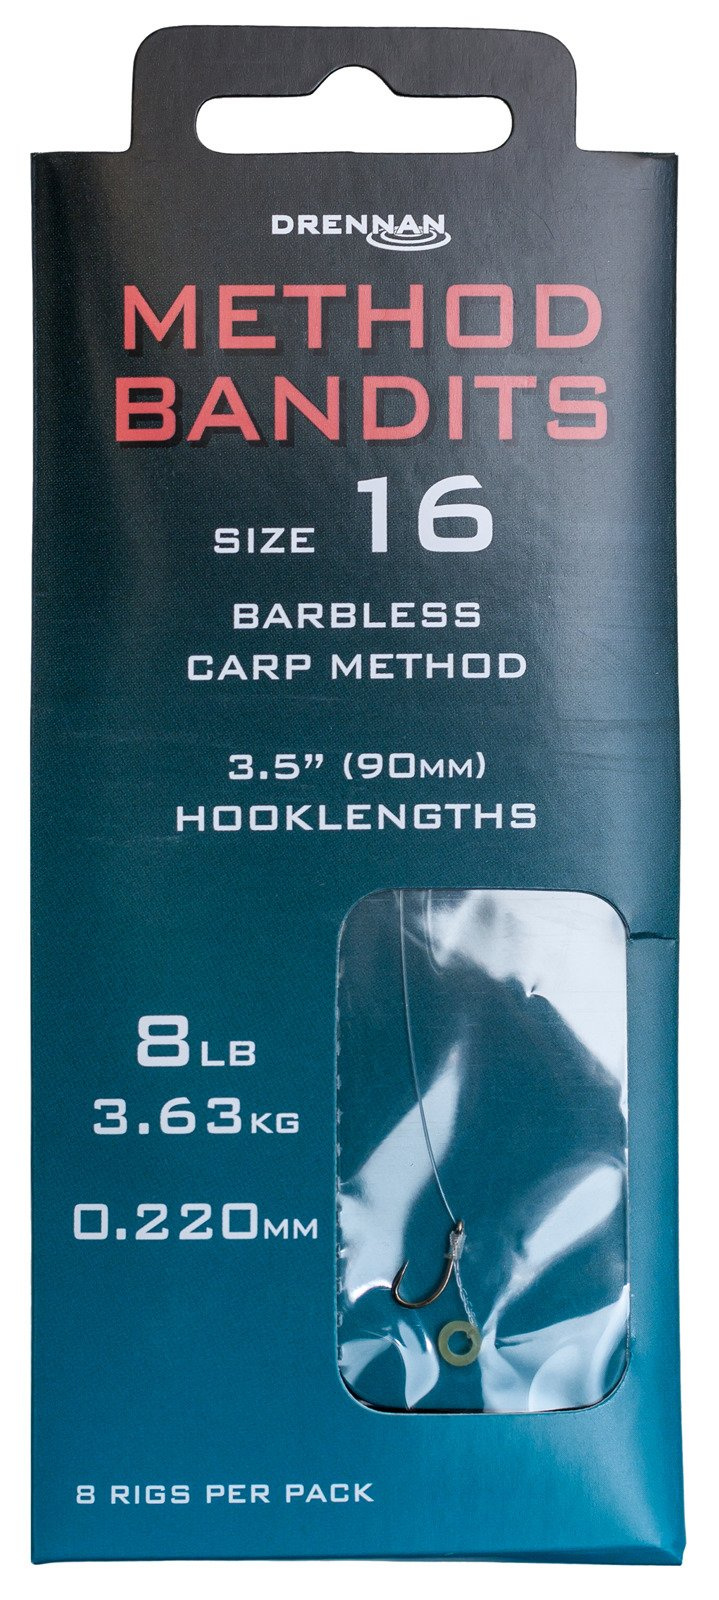 DRENNAN
METHOD
BANDITS
SIZE 16
BARBLESS
CARP METHOD
3.5” (90MM)
HOOKLENGTHS
8LB
3.63KG
0.220MM
8 RIGS PER PACK